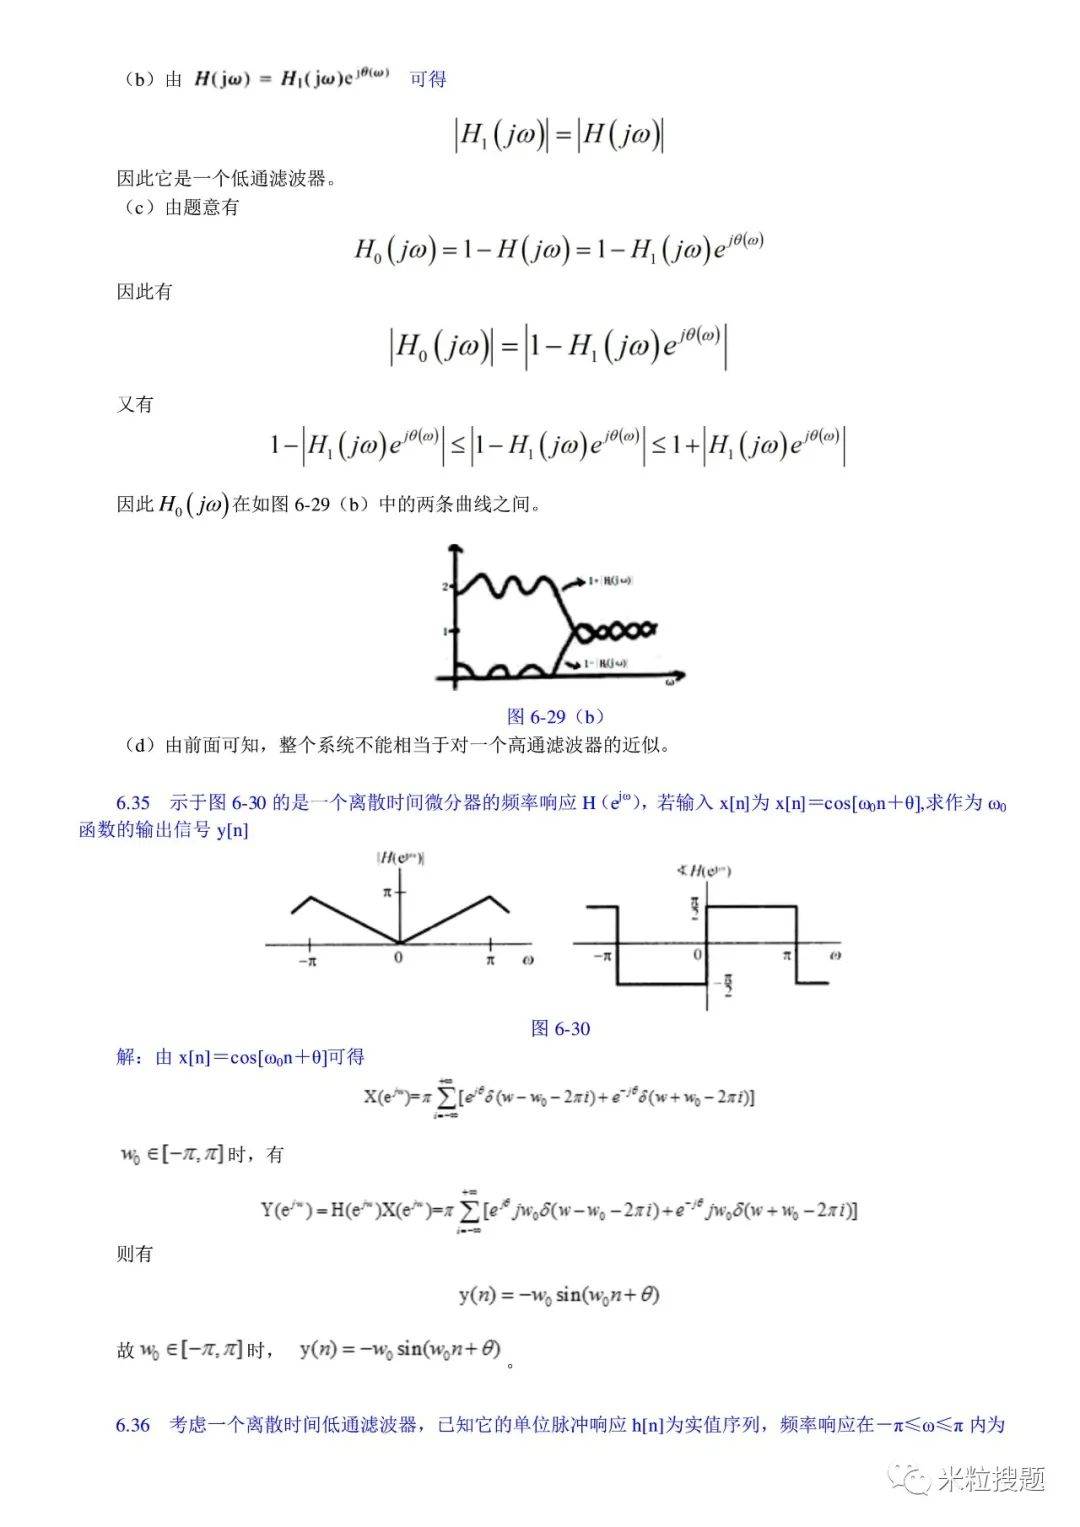 （b）由 H(jω) = H₁(jω)e^{jθ(ω)} 可得
|H₁(jω)|=|H(jω)|
因此它是一个低通滤波器。
（c）由题意有
H₀(jω)=1−H(jω)=1−H₁(jω)e^{jθ(ω)}
因此有
|H₀(jω)|=|1−H₁(jω)e^{jθ(ω)}|
又有
1−|H₁(jω)e^{jθ(ω)}|≤|1−H₁(jω)e^{jθ(ω)}|≤1+|H₁(jω)e^{jθ(ω)}|
因此 H₀(jω)在如图 6-29（b）中的两条曲线之间。
2
1+|H₁(jω)|
1
1-|H₁(jω)|
ω
图 6-29（b）
（d）由前面可知，整个系统不能相当于对一个高通滤波器的近似。
6.35 示于图 6-30 的是一个离散时间微分器的频率响应 H（e^{jω}），若输入 x[n]为 x[n]＝cos[ω₀n＋θ],求作为 ω₀
函数的输出信号 y[n]
|H(e^{jω})|
π
−π 0 π ω
∢H(e^{jω})
π/2
−π 0 π ω
−π/2
图 6-30
解：由 x[n]＝cos[ω₀n＋θ]可得
X(e^{jw})=π∑_{i=−∞}^{+∞}[e^{jθ}δ(w−w₀−2πi)+e^{−jθ}δ(w+w₀−2πi)]
w₀∈[−π,π]时，有
Y(e^{jw})=H(e^{jw})X(e^{jw})=π∑_{i=−∞}^{+∞}[e^{jθ}jw₀δ(w−w₀−2πi)+e^{−jθ}jw₀δ(w+w₀−2πi)]
则有
y(n)=−w₀sin(w₀n+θ)
故 w₀∈[−π,π]时， y(n)=−w₀sin(w₀n+θ)。
6.36 考虑一个离散时间低通滤波器，已知它的单位脉冲响应 h[n]为实值序列，频率响应在－π≤ω≤π 内为
米粒搜题